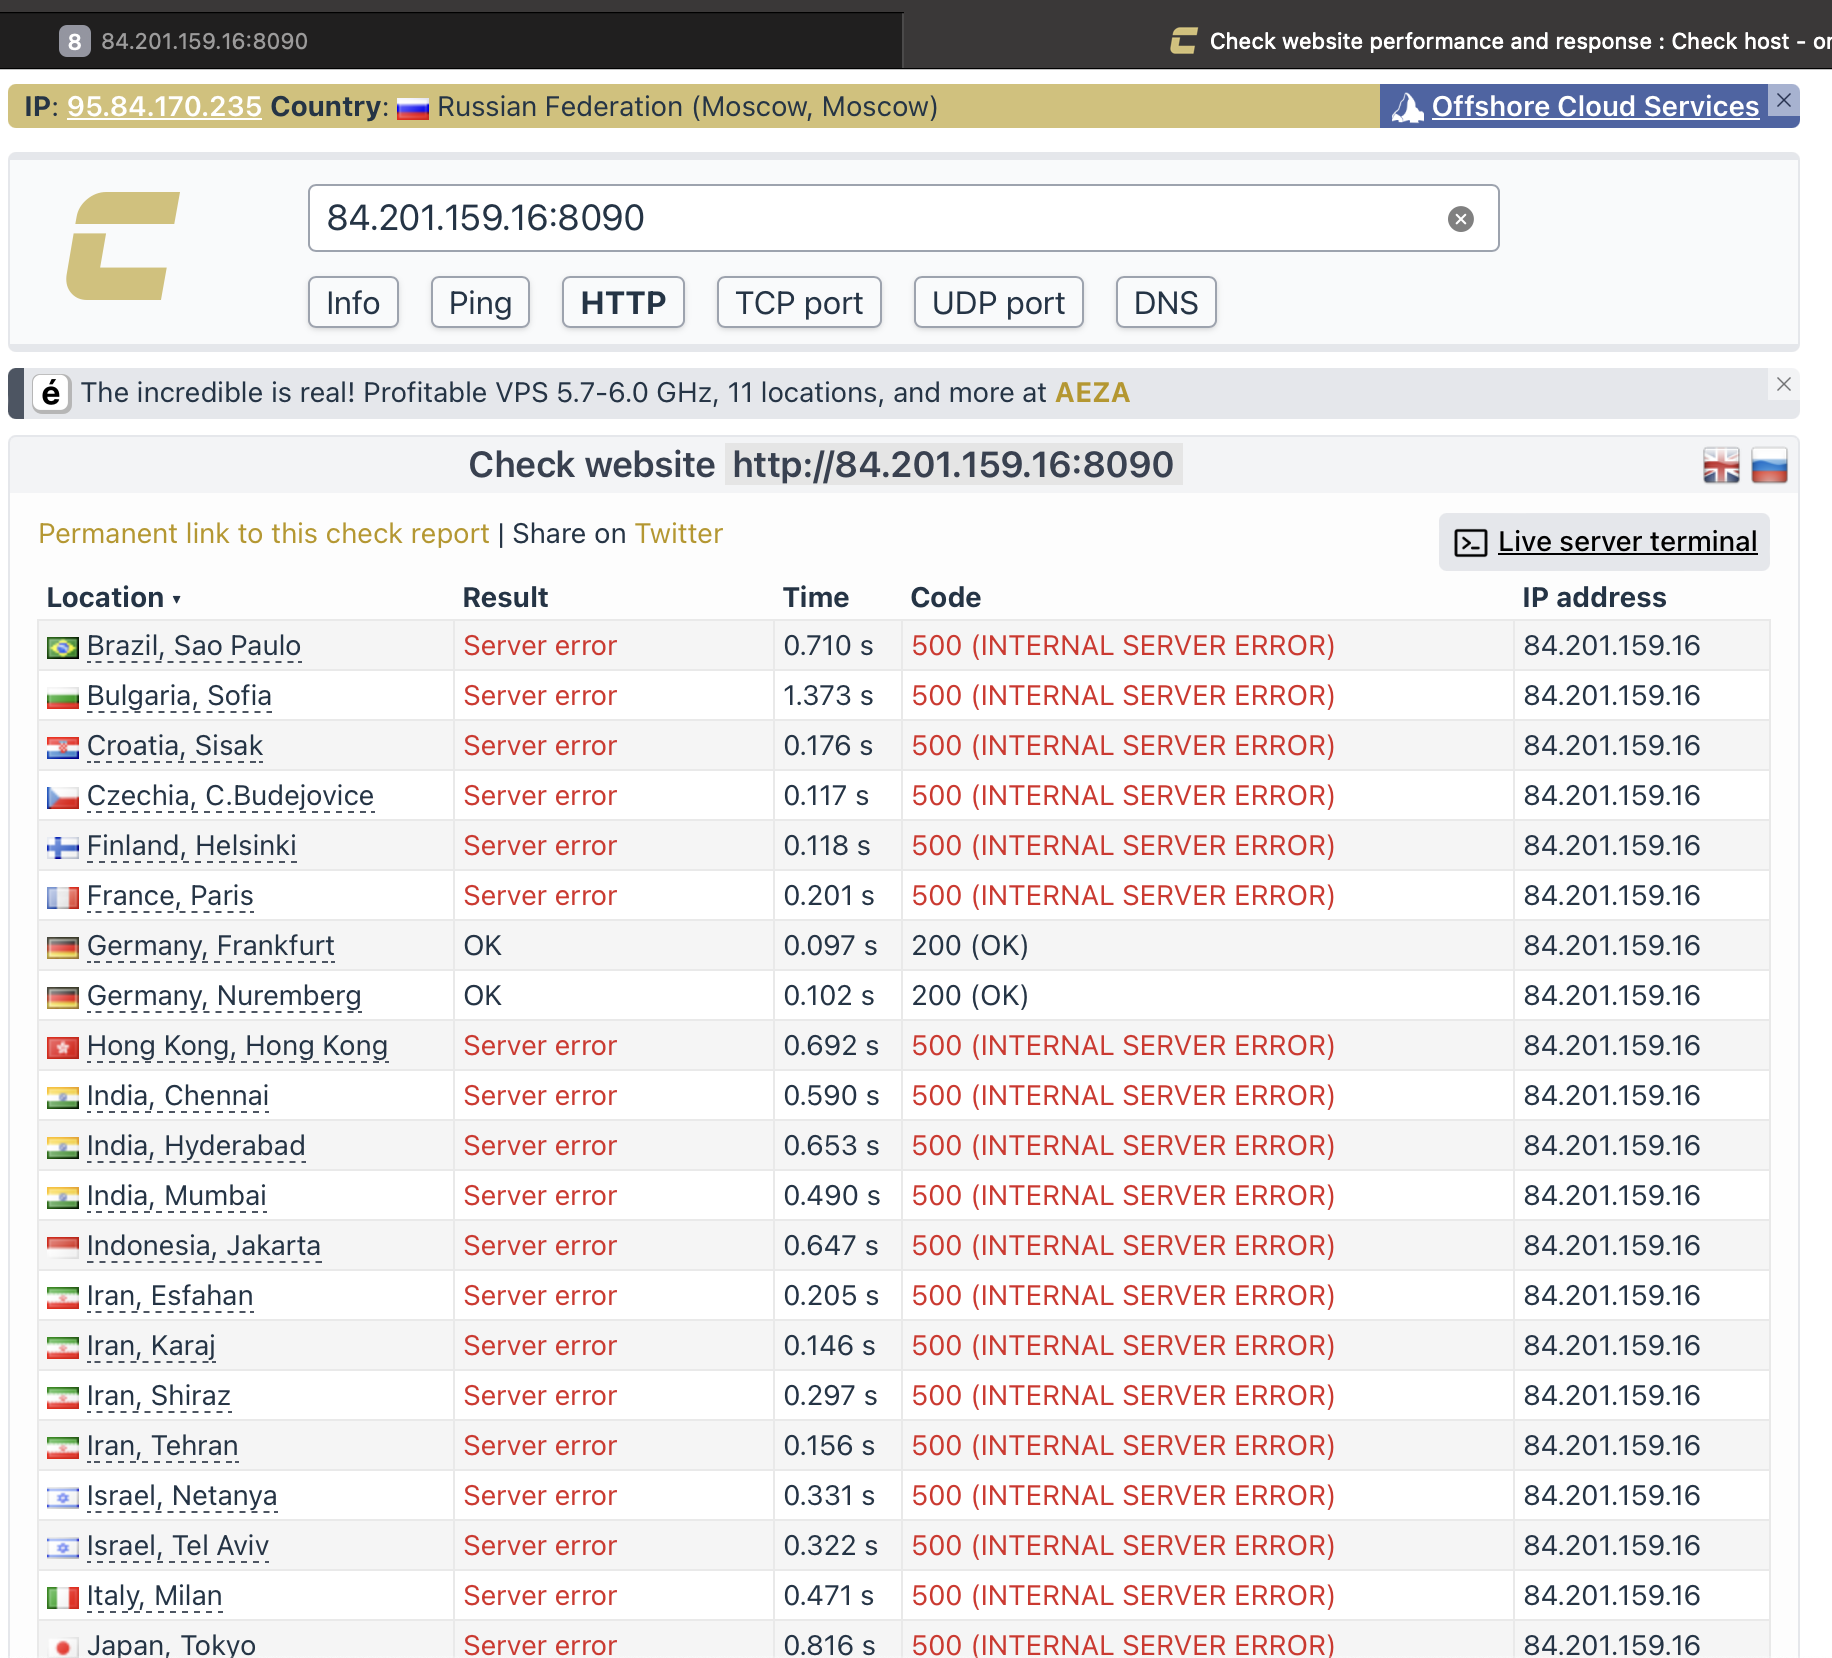 8 84.201.159.16:8090
Check website performance and response : Check host - or
IP: 95.84.170.235 Country: Russian Federation (Moscow, Moscow)
Offshore Cloud Services
84.201.159.16:8090
Info Ping HTTP TCP port UDP port DNS
é The incredible is real! Profitable VPS 5.7-6.0 GHz, 11 locations, and more at AEZA
Check website http://84.201.159.16:8090
Permanent link to this check report | Share on Twitter
Live server terminal
Location ▾ Result Time Code IP address
Brazil, Sao Paulo Server error 0.710 s 500 (INTERNAL SERVER ERROR) 84.201.159.16
Bulgaria, Sofia Server error 1.373 s 500 (INTERNAL SERVER ERROR) 84.201.159.16
Croatia, Sisak Server error 0.176 s 500 (INTERNAL SERVER ERROR) 84.201.159.16
Czechia, C.Budejovice Server error 0.117 s 500 (INTERNAL SERVER ERROR) 84.201.159.16
Finland, Helsinki Server error 0.118 s 500 (INTERNAL SERVER ERROR) 84.201.159.16
France, Paris Server error 0.201 s 500 (INTERNAL SERVER ERROR) 84.201.159.16
Germany, Frankfurt OK 0.097 s 200 (OK) 84.201.159.16
Germany, Nuremberg OK 0.102 s 200 (OK) 84.201.159.16
Hong Kong, Hong Kong Server error 0.692 s 500 (INTERNAL SERVER ERROR) 84.201.159.16
India, Chennai Server error 0.590 s 500 (INTERNAL SERVER ERROR) 84.201.159.16
India, Hyderabad Server error 0.653 s 500 (INTERNAL SERVER ERROR) 84.201.159.16
India, Mumbai Server error 0.490 s 500 (INTERNAL SERVER ERROR) 84.201.159.16
Indonesia, Jakarta Server error 0.647 s 500 (INTERNAL SERVER ERROR) 84.201.159.16
Iran, Esfahan Server error 0.205 s 500 (INTERNAL SERVER ERROR) 84.201.159.16
Iran, Karaj Server error 0.146 s 500 (INTERNAL SERVER ERROR) 84.201.159.16
Iran, Shiraz Server error 0.297 s 500 (INTERNAL SERVER ERROR) 84.201.159.16
Iran, Tehran Server error 0.156 s 500 (INTERNAL SERVER ERROR) 84.201.159.16
Israel, Netanya Server error 0.331 s 500 (INTERNAL SERVER ERROR) 84.201.159.16
Israel, Tel Aviv Server error 0.322 s 500 (INTERNAL SERVER ERROR) 84.201.159.16
Italy, Milan Server error 0.471 s 500 (INTERNAL SERVER ERROR) 84.201.159.16
Japan, Tokyo Server error 0.816 s 500 (INTERNAL SERVER ERROR) 84.201.159.16